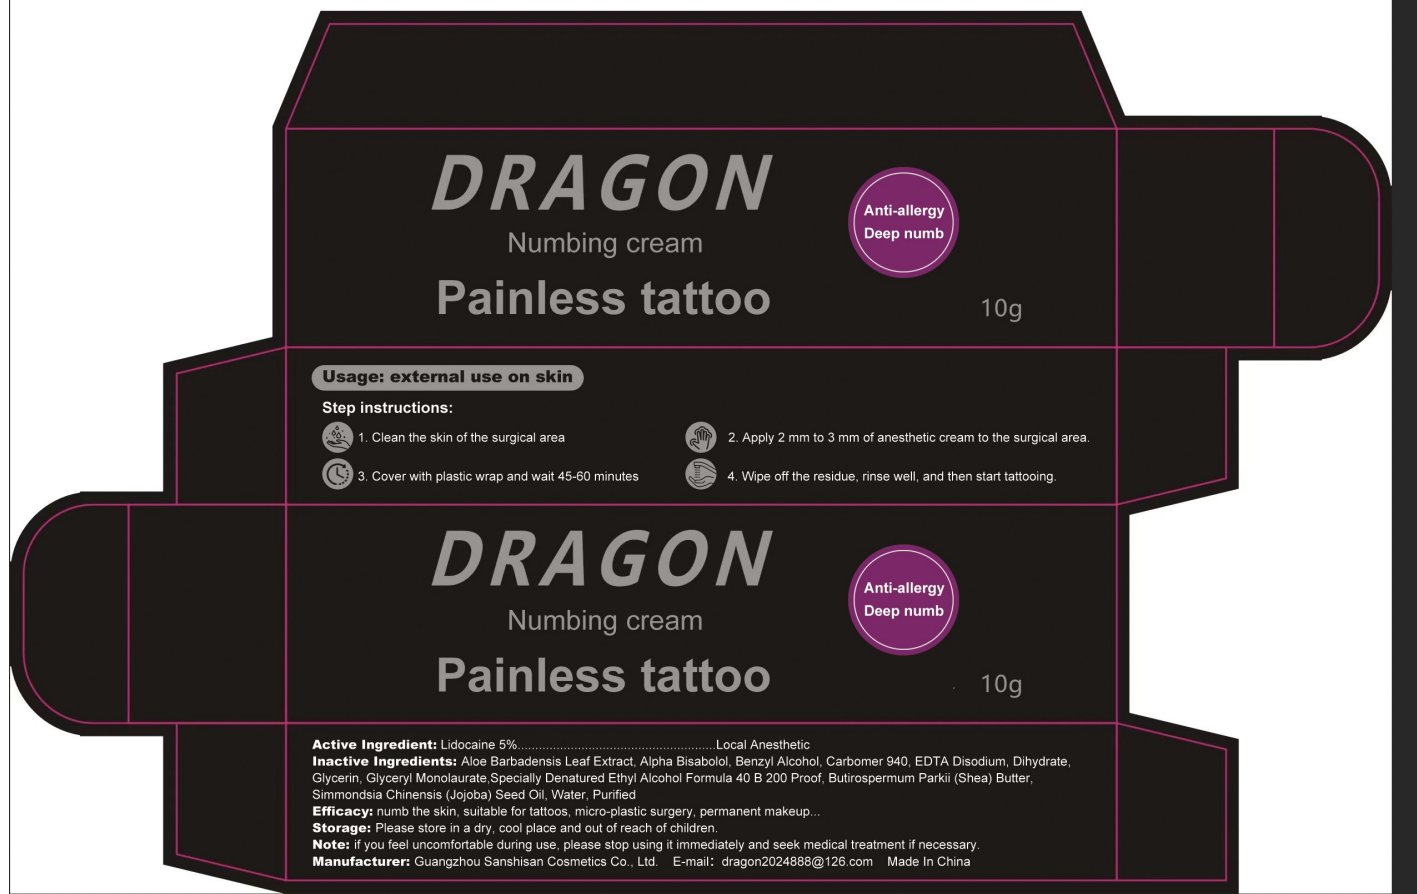 DRAGON
Numbing cream
Painless tattoo
Anti-allergy
Deep numb
10g
Usage: external use on skin
Step instructions:
1. Clean the skin of the surgical area
2. Apply 2 mm to 3 mm of anesthetic cream to the surgical area.
3. Cover with plastic wrap and wait 45-60 minutes
4. Wipe off the residue, rinse well, and then start tattooing.
DRAGON
Numbing cream
Painless tattoo
Anti-allergy
Deep numb
10g
Active Ingredient: Lidocaine 5%........................................................Local Anesthetic
Inactive Ingredients: Aloe Barbadensis Leaf Extract, Alpha Bisabolol, Benzyl Alcohol, Carbomer 940, EDTA Disodium, Dihydrate,
Glycerin, Glyceryl Monolaurate,Specially Denatured Ethyl Alcohol Formula 40 B 200 Proof, Butirospermum Parkii (Shea) Butter,
Simmondsia Chinensis (Jojoba) Seed Oil, Water, Purified
Efficacy: numb the skin, suitable for tattoos, micro-plastic surgery, permanent makeup...
Storage: Please store in a dry, cool place and out of reach of children.
Note: if you feel uncomfortable during use, please stop using it immediately and seek medical treatment if necessary.
Manufacturer: Guangzhou Sanshisan Cosmetics Co., Ltd. E-mail: dragon2024888@126.com Made In China